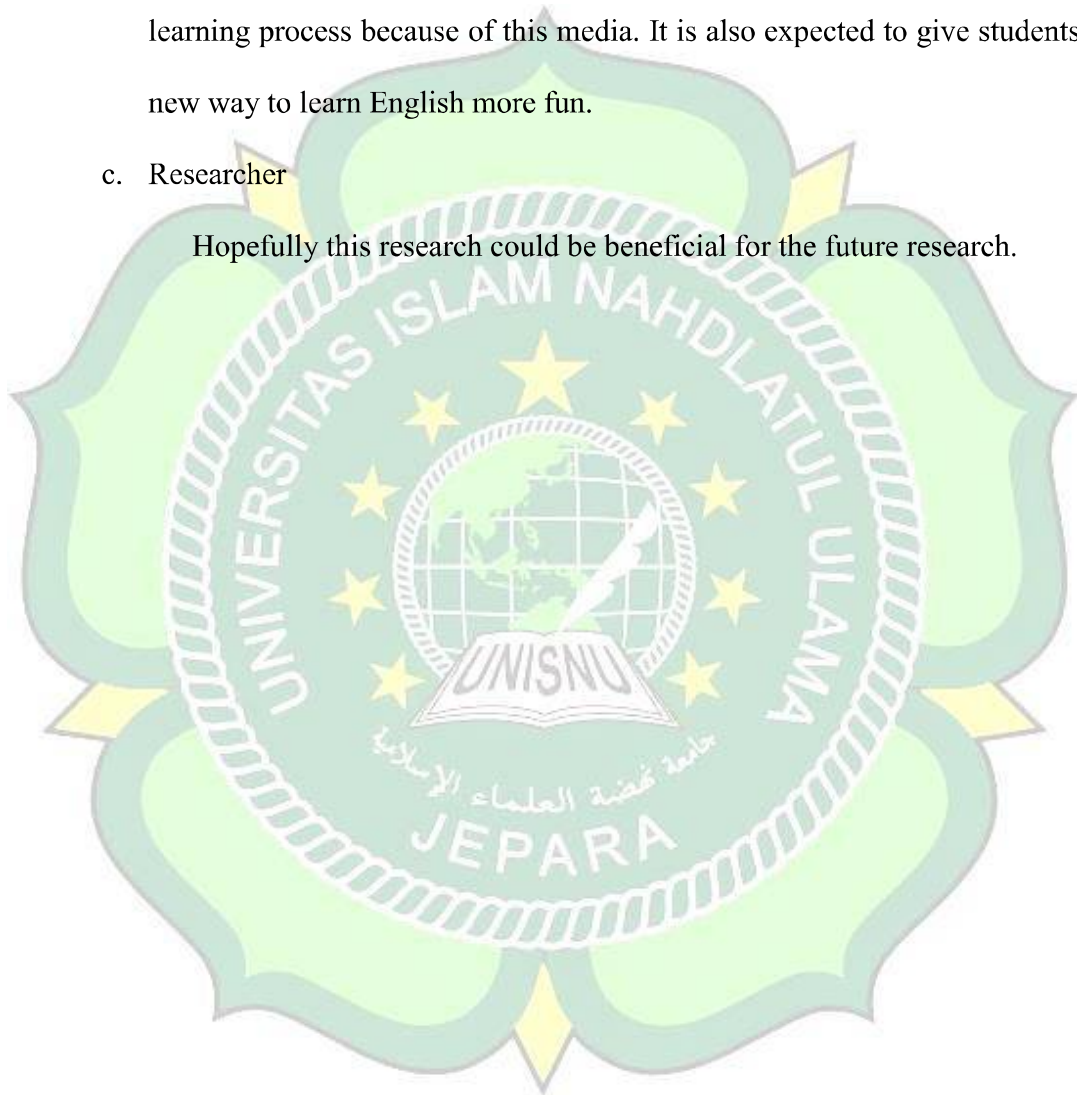 learning process because of this media. It is also expected to give students
new way to learn English more fun.
c. Researcher
Hopefully this research could be beneficial for the future research.
UNIVERSITAS ISLAM NAHDLATUL ULAMA
UNISNU
جامعة نهضة العلماء الإسلامية
JEPARA